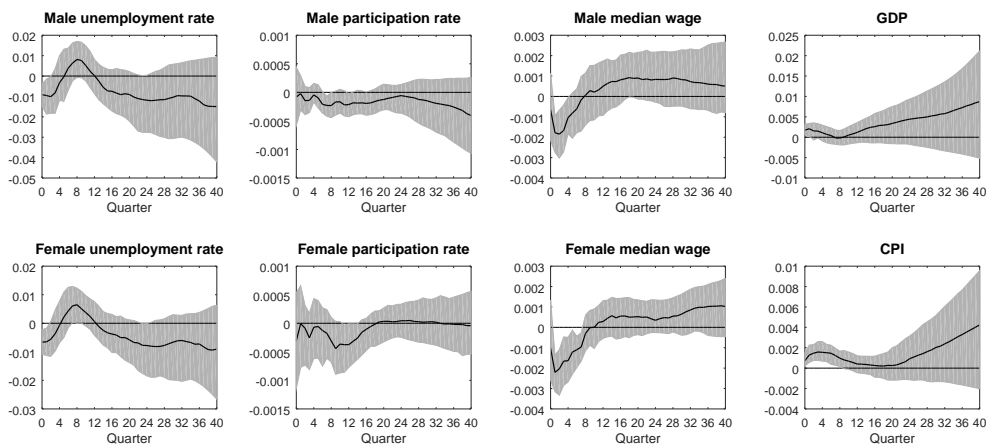 Male unemployment rate
0.02
0.01
0
-0.01
-0.02
-0.03
-0.04
-0.05
0 4 8 12 16 20 24 28 32 36 40
Quarter
Male participation rate
0.001
0.0005
0
-0.0005
-0.001
-0.0015
0 4 8 12 16 20 24 28 32 36 40
Quarter
Male median wage
0.003
0.002
0.001
0
-0.001
-0.002
-0.003
-0.004
0 4 8 12 16 20 24 28 32 36 40
Quarter
GDP
0.025
0.02
0.015
0.01
0.005
0
-0.005
-0.01
0 4 8 12 16 20 24 28 32 36 40
Quarter
Female unemployment rate
0.02
0.01
0
-0.01
-0.02
-0.03
0 4 8 12 16 20 24 28 32 36 40
Quarter
Female participation rate
0.001
0.0005
0
-0.0005
-0.001
-0.0015
0 4 8 12 16 20 24 28 32 36 40
Quarter
Female median wage
0.003
0.002
0.001
0
-0.001
-0.002
-0.003
-0.004
0 4 8 12 16 20 24 28 32 36 40
Quarter
CPI
0.01
0.008
0.006
0.004
0.002
0
-0.002
-0.004
0 4 8 12 16 20 24 28 32 36 40
Quarter